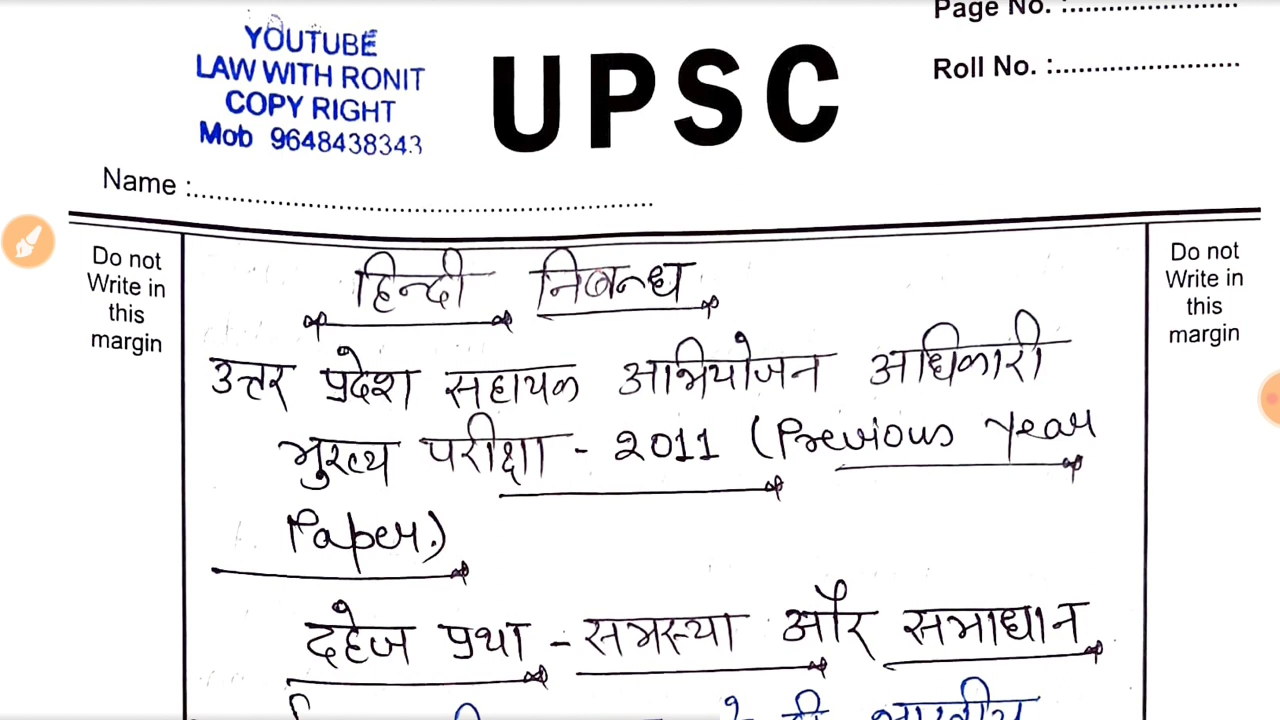 Page No. :........................
YOUTUBE
LAW WITH RONIT
COPY RIGHT
Mob 9648438343
UPSC
Roll No. :..........................
Name :..................................................................
Do not
Write in
this
margin
Do not
Write in
this
margin
हिन्दी निबन्ध
उत्तर प्रदेश सहायक अभियोजन अधिकारी
मुख्य परीक्षा - 2011 (Previous Year
Paper.)
दहेज प्रथा - समस्या और समाधान